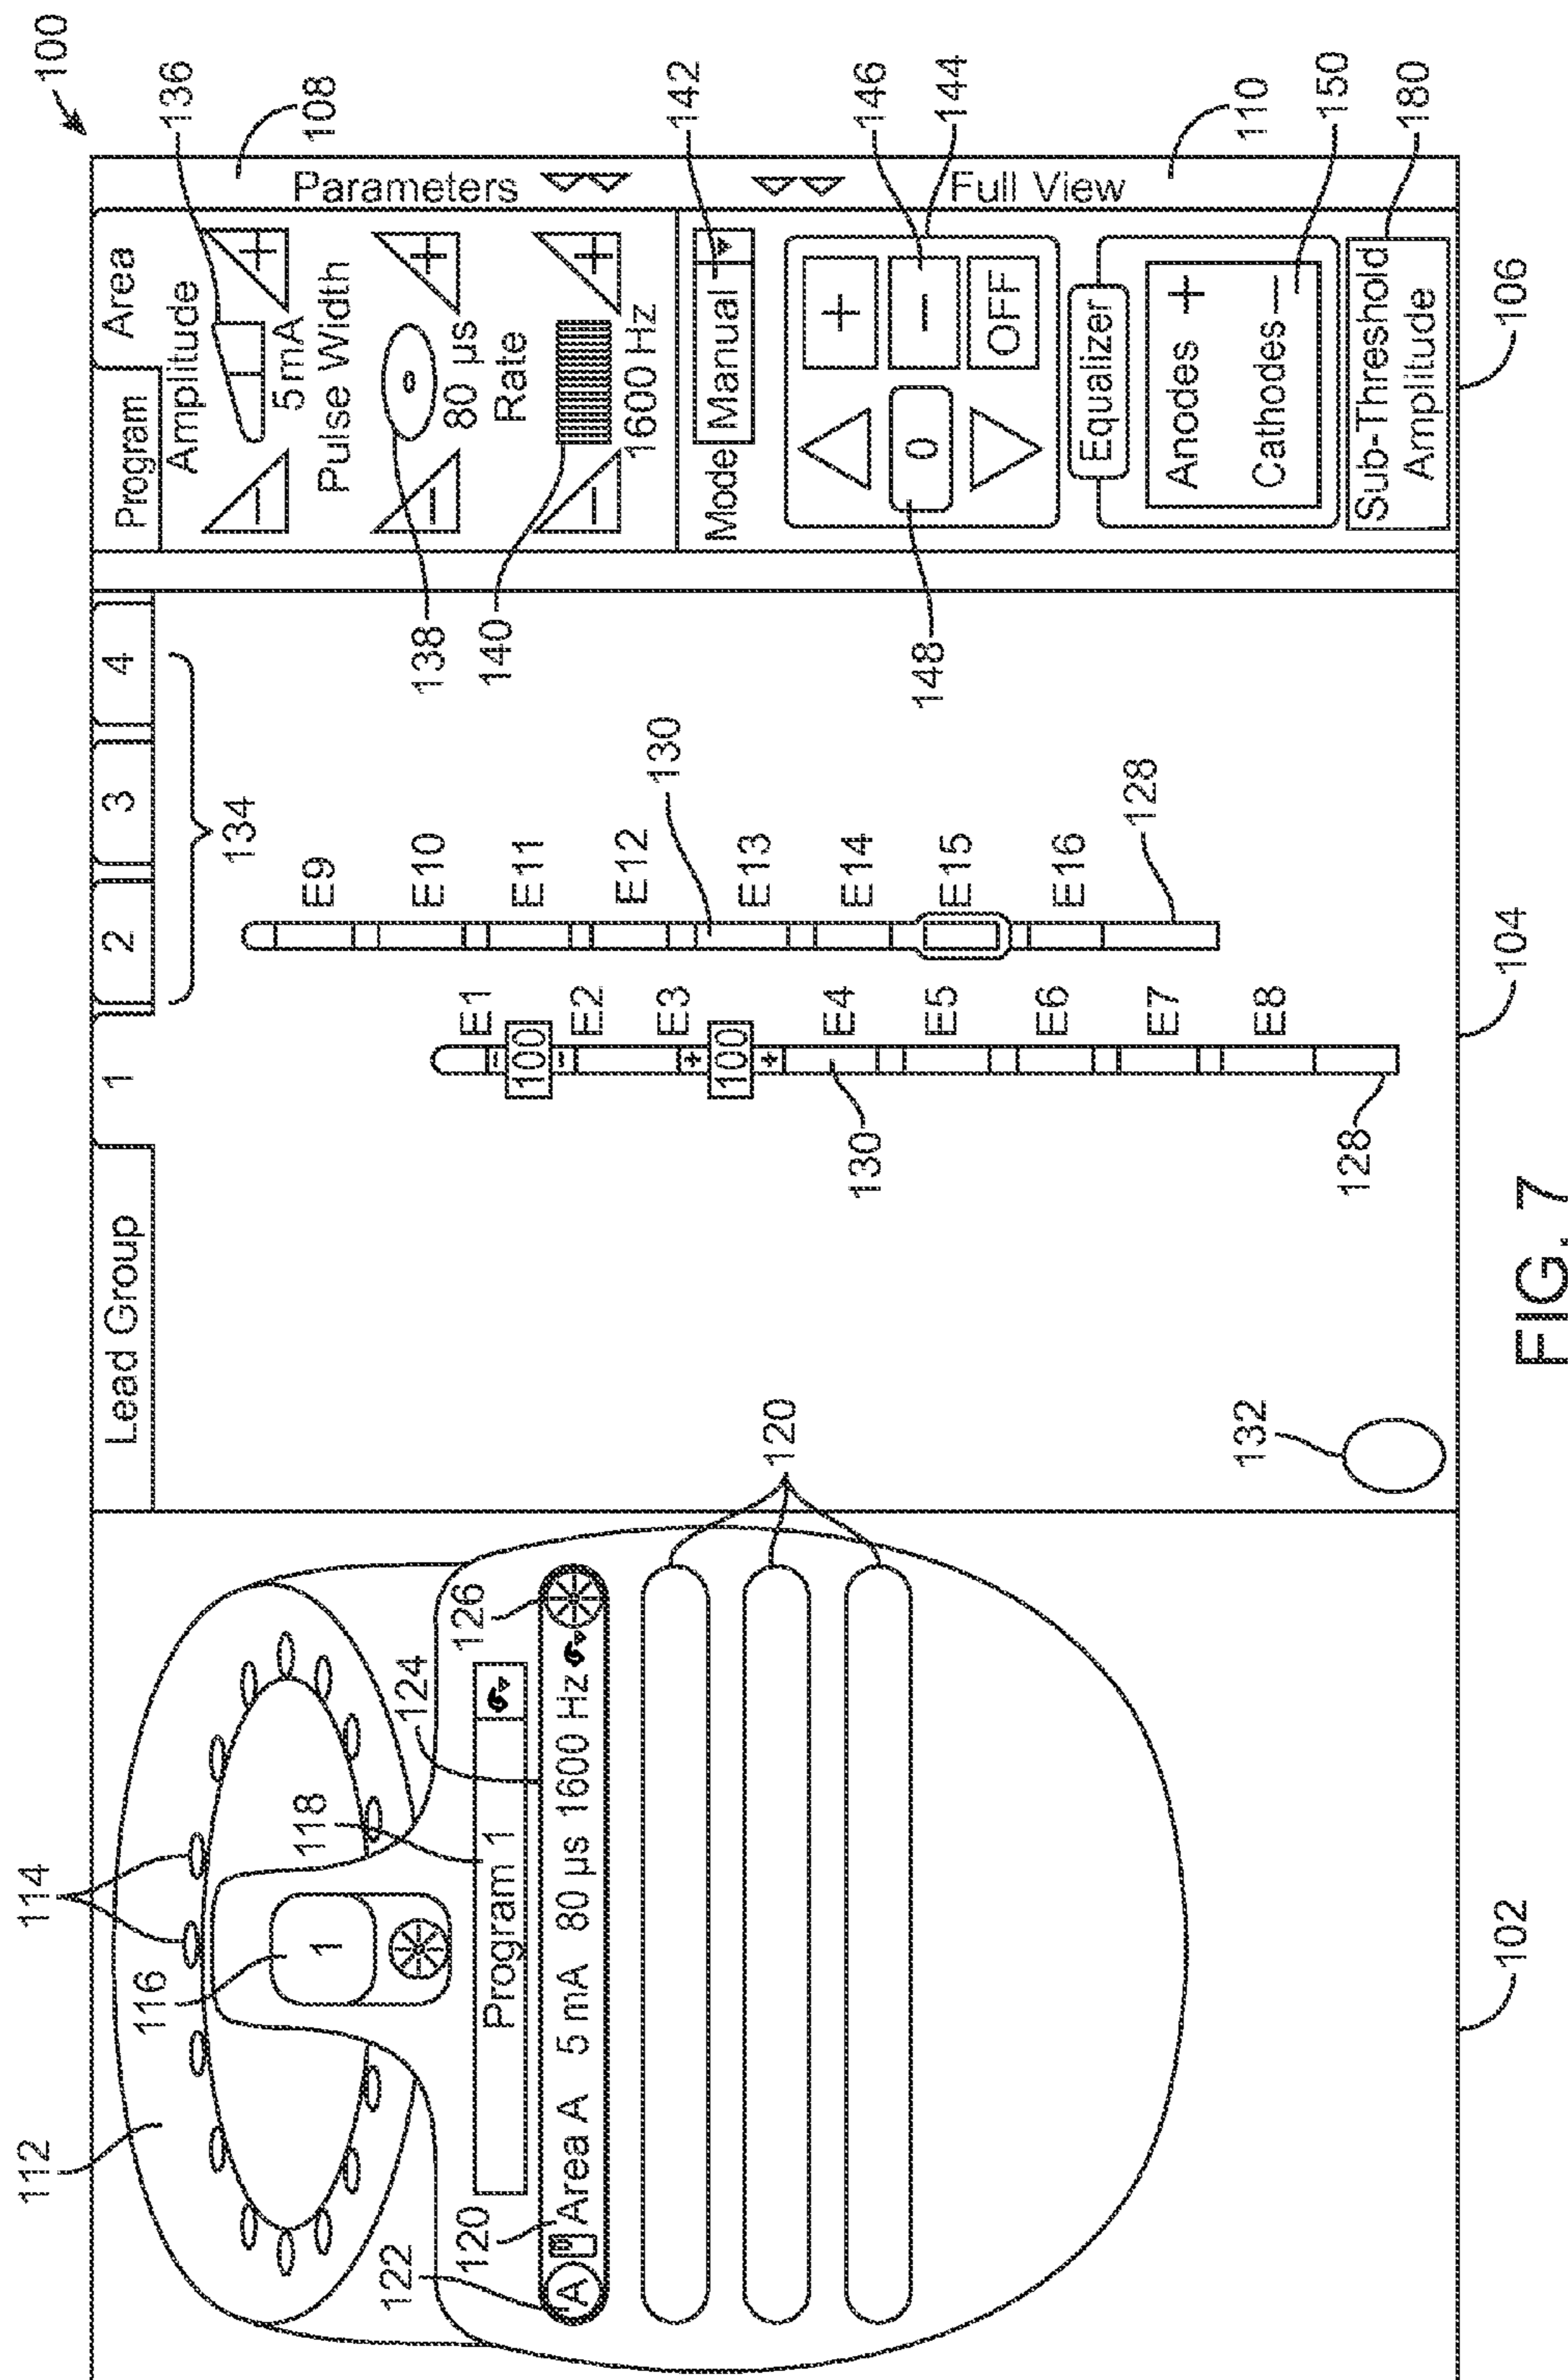 100
112
114
116
1
118
Program 1
120
122
124
126
A Area A 5 mA 80 µs 1600 Hz
120
102
Lead Group
1
2
3
4
134
E1
E2
E3
E4
E5
E6
E7
E8
-
100
-
+
100
+
E9
E10
E11
E12
E13
E14
E15
E16
130
130
128
128
132
104
Program
Area
Amplitude
-
+
5mA
136
Pulse Width
-
+
80 µs
138
Rate
-
+
1600 Hz
140
Parameters
108
Mode
Manual
142
+
0
-
OFF
146
144
148
Full View
110
Equalizer
Anodes +
Cathodes–
150
Sub-Threshold
Amplitude
180
106
FIG. 7